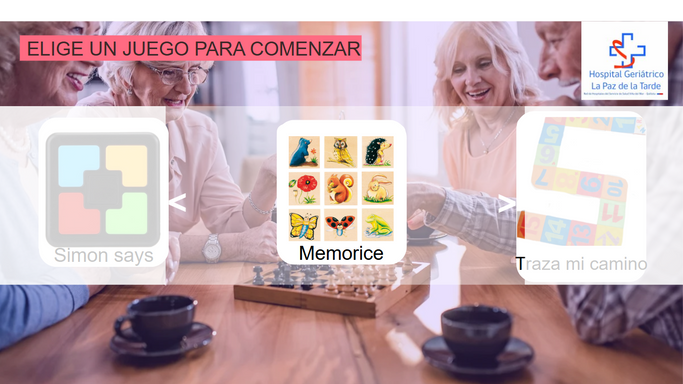 ELIGE UN JUEGO PARA COMENZAR
Hospital Geriátrico
La Paz de la Tarde
Simon says
<
Memorice
>
Traza mi camino